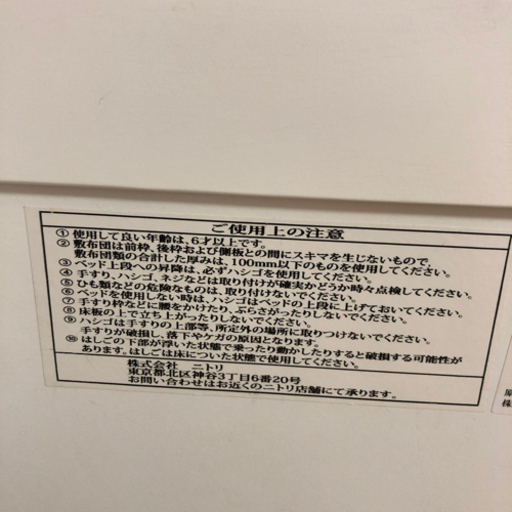 ご使用上の注意
① 使用して良い年齢は、6才以上です。
② 敷布団は前枠、後枠および側板との間にスキマを生じないもので、
敷布団類の合計した厚みは、100mm以下のものを使用してください。
③ ベッド上段への昇降は、必ずハシゴを使用してください。
④ 手すり、ハシゴ、ネジなどは取り付けが確実かどうか時々点検してください。
⑤ ひも類などの危険なものは、取り付けないでください。
⑥ ベッドを使用しない時は、ハシゴはベッドの上段に上げておいてください。
⑦ 手すり枠などに腰をかけたり、ぶらさがったりしないでください。
⑧ 床板の上で立ち上がったりしないでください。
⑨ ハシゴは手すりの上部等、所定外の場所に取りつけないでください。
手すりが破損し、落下やケガの原因となります。
⑩ はしごの下部が浮いた状態で乗ったり動かしたりすると破損する可能性が
あります。はしごは床についた状態で使用してください。
株式会社 ニトリ
東京都北区神谷3丁目6番20号
お問い合わせはお近くのニトリ店舗にて承ります。
原
株